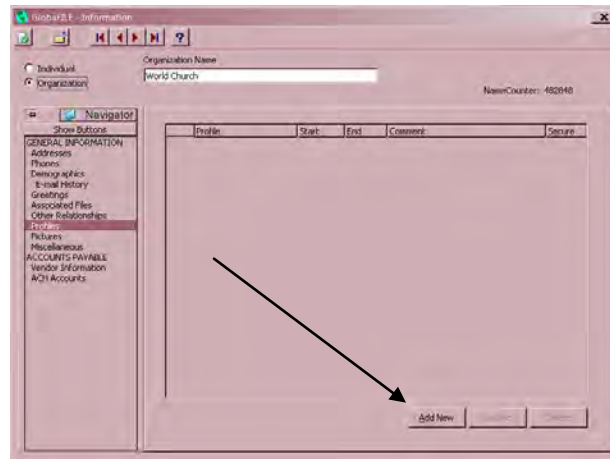 GlobalFILE - Information
Individual
Organization
Organization Name
World Church
NameCounter: 482848
Navigator
Show Buttons
GENERAL INFORMATION
Addresses
Phones
Demographics
E-mail History
Greetings
Associated Files
Other Relationships
Profiles
Pictures
Miscellaneous
ACCOUNTS PAYABLE
Vendor Information
ACH Accounts
Profile Start End Comment Secure
Add New